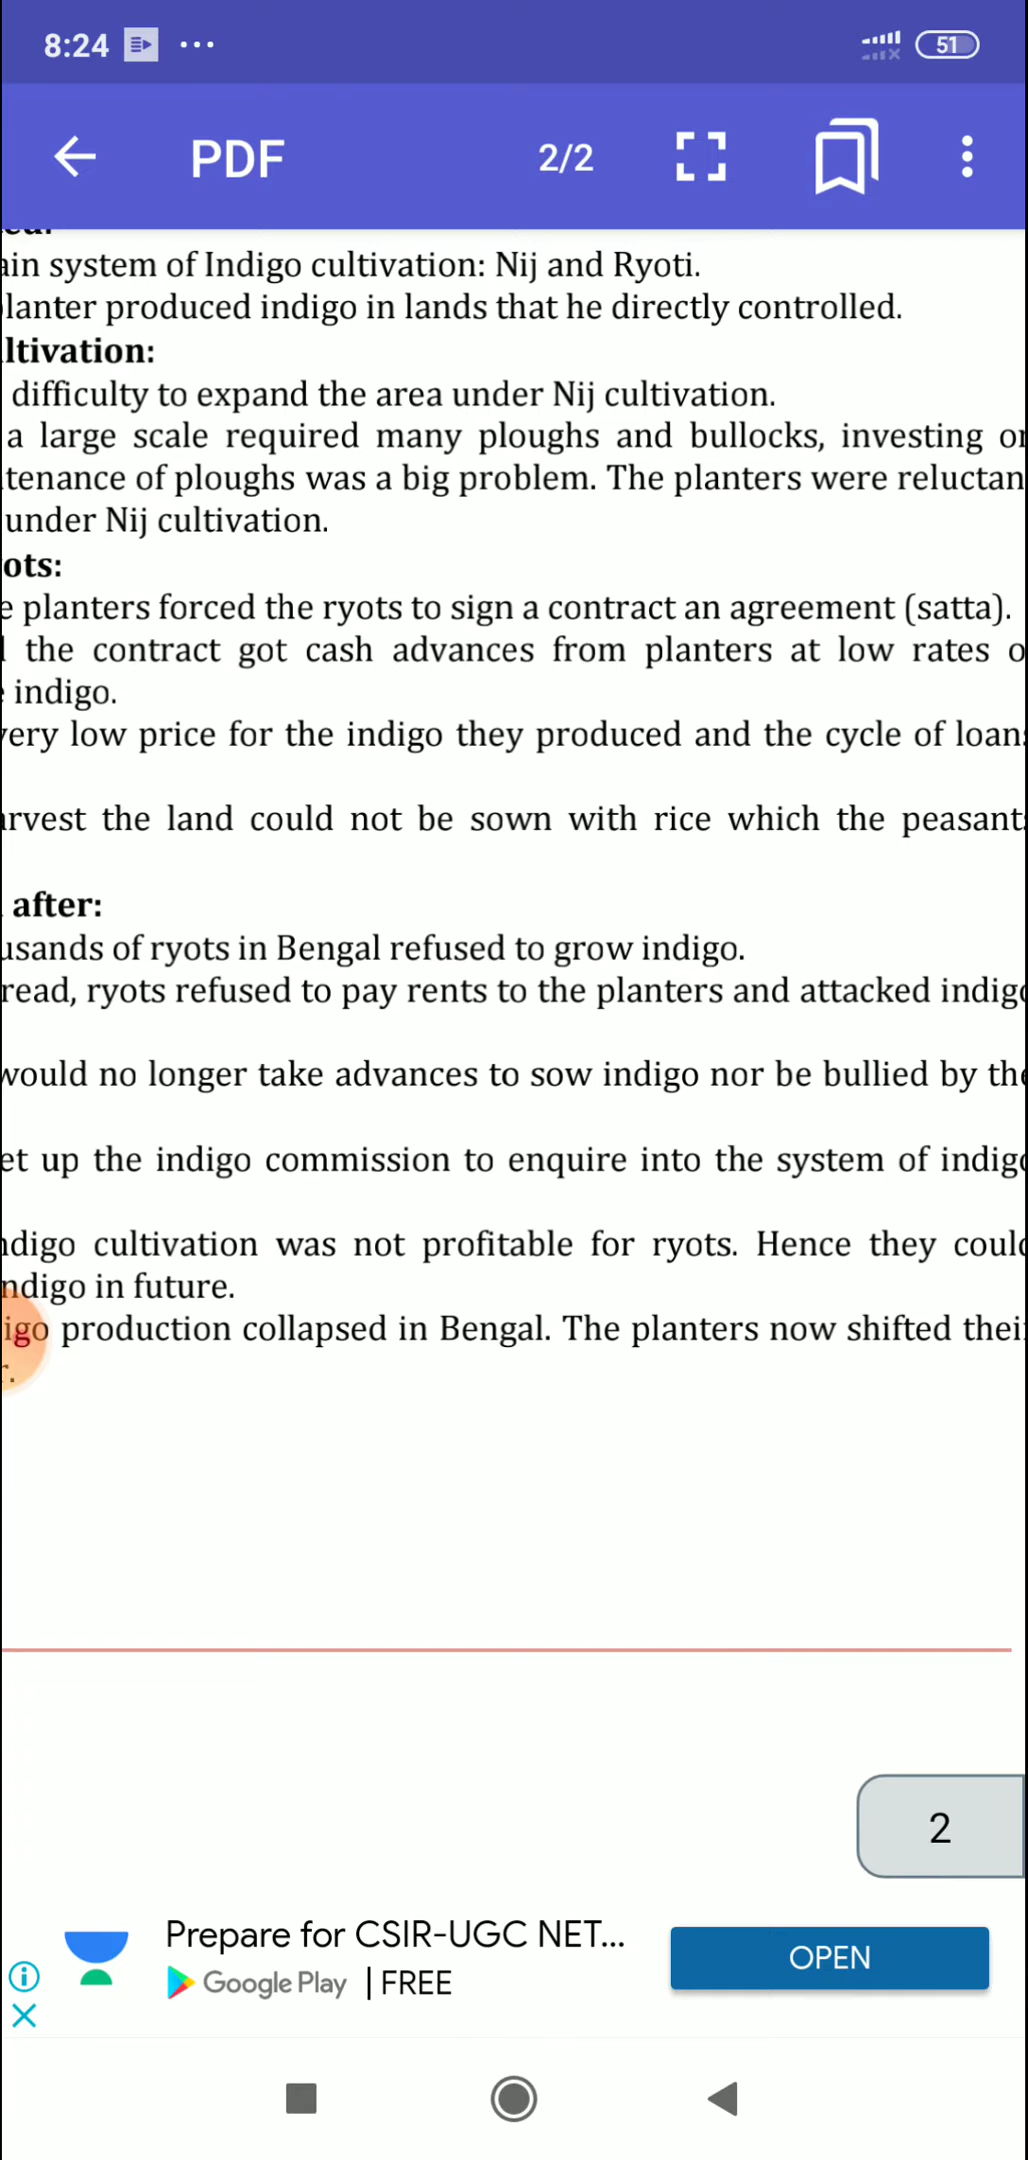 8:24
51
PDF
2/2
ain system of Indigo cultivation: Nij and Ryoti.
lanter produced indigo in lands that he directly controlled.
ltivation:
difficulty to expand the area under Nij cultivation.
a large scale required many ploughs and bullocks, investing or
tenance of ploughs was a big problem. The planters were reluctan
under Nij cultivation.
ots:
e planters forced the ryots to sign a contract an agreement (satta).
the contract got cash advances from planters at low rates o
indigo.
very low price for the indigo they produced and the cycle of loans
arvest the land could not be sown with rice which the peasants
after:
usands of ryots in Bengal refused to grow indigo.
read, ryots refused to pay rents to the planters and attacked indigo
would no longer take advances to sow indigo nor be bullied by the
et up the indigo commission to enquire into the system of indigo
ndigo cultivation was not profitable for ryots. Hence they could
ndigo in future.
igo production collapsed in Bengal. The planters now shifted thei
r.
2
Prepare for CSIR-UGC NET...
Google Play | FREE
OPEN